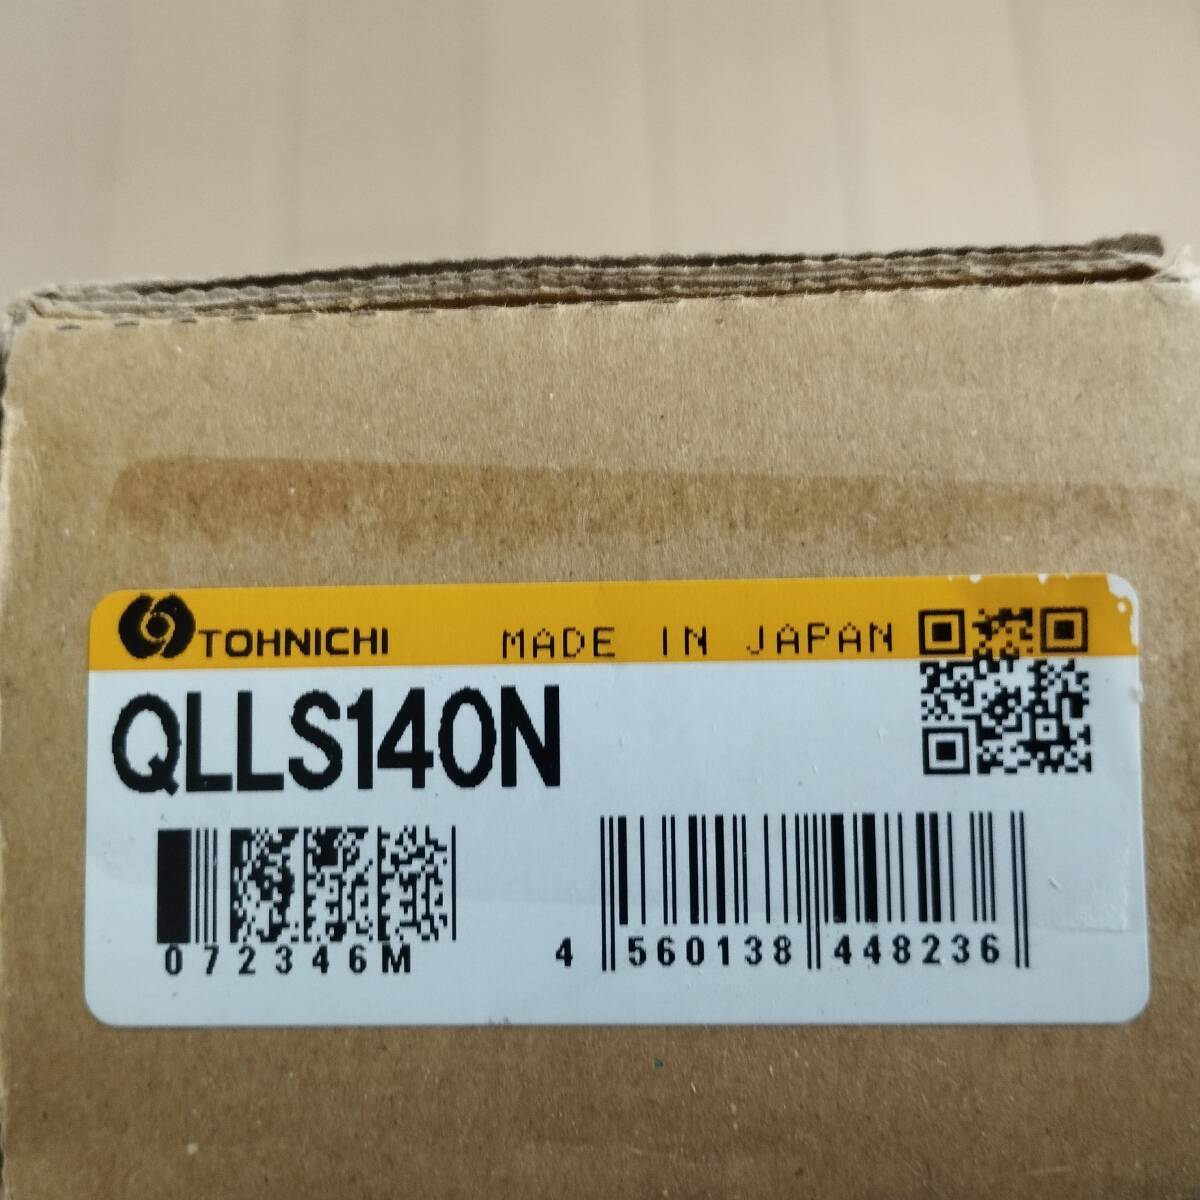 TOHNICHI MADE IN JAPAN
QLLS140N
072346M
4 560138 448236